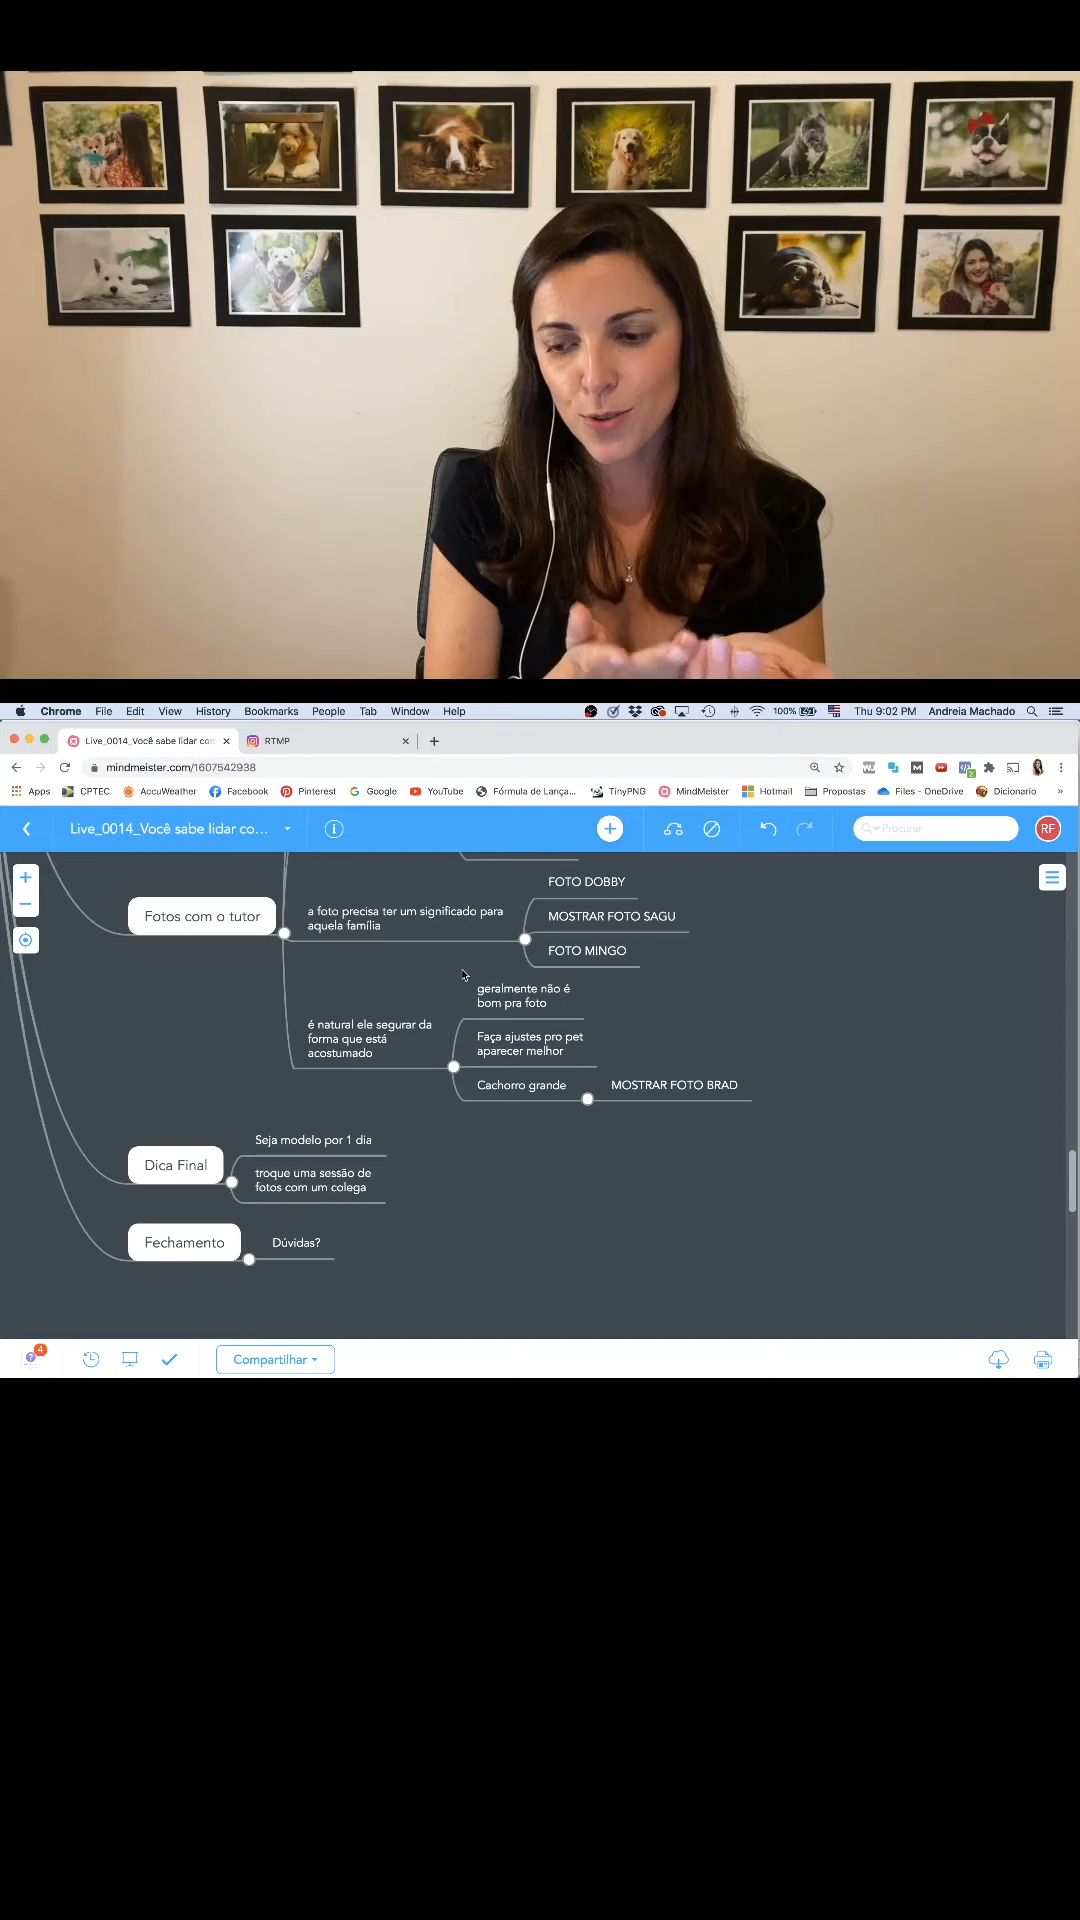 Chrome File Edit View History Bookmarks People Tab Window Help 100% Thu 9:02 PM Andreia Machado
Live_0014_Você sabe lidar com RTMP
mindmeister.com/1607542938
Apps CPTEC AccuWeather Facebook Pinterest Google YouTube Fórmula de Lança... TinyPNG MindMeister Hotmail Propostas Files - OneDrive Dicionario »
Live_0014_Você sabe lidar co... Procurar RF
FOTO DOBBY
Fotos com o tutor
a foto precisa ter um significado para
aquela família
MOSTRAR FOTO SAGU
FOTO MINGO
geralmente não é
bom pra foto
é natural ele segurar da
forma que está
acostumado
Faça ajustes pro pet
aparecer melhor
Cachorro grande
MOSTRAR FOTO BRAD
Dica Final
Seja modelo por 1 dia
troque uma sessão de
fotos com um colega
Fechamento
Dúvidas?
4
Compartilhar